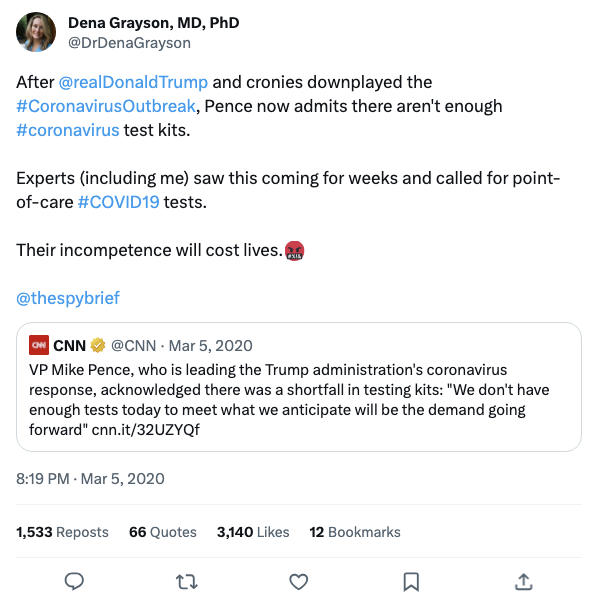 Dena Grayson, MD, PhD
@DrDenaGrayson
After @realDonaldTrump and cronies downplayed the
#CoronavirusOutbreak, Pence now admits there aren't enough
#coronavirus test kits.
Experts (including me) saw this coming for weeks and called for point-
of-care #COVID19 tests.
Their incompetence will cost lives.🤬
@thespybrief
CNN CNN @CNN · Mar 5, 2020
VP Mike Pence, who is leading the Trump administration's coronavirus
response, acknowledged there was a shortfall in testing kits: "We don't have
enough tests today to meet what we anticipate will be the demand going
forward" cnn.it/32UZYQf
8:19 PM · Mar 5, 2020
1,533 Reposts 66 Quotes 3,140 Likes 12 Bookmarks